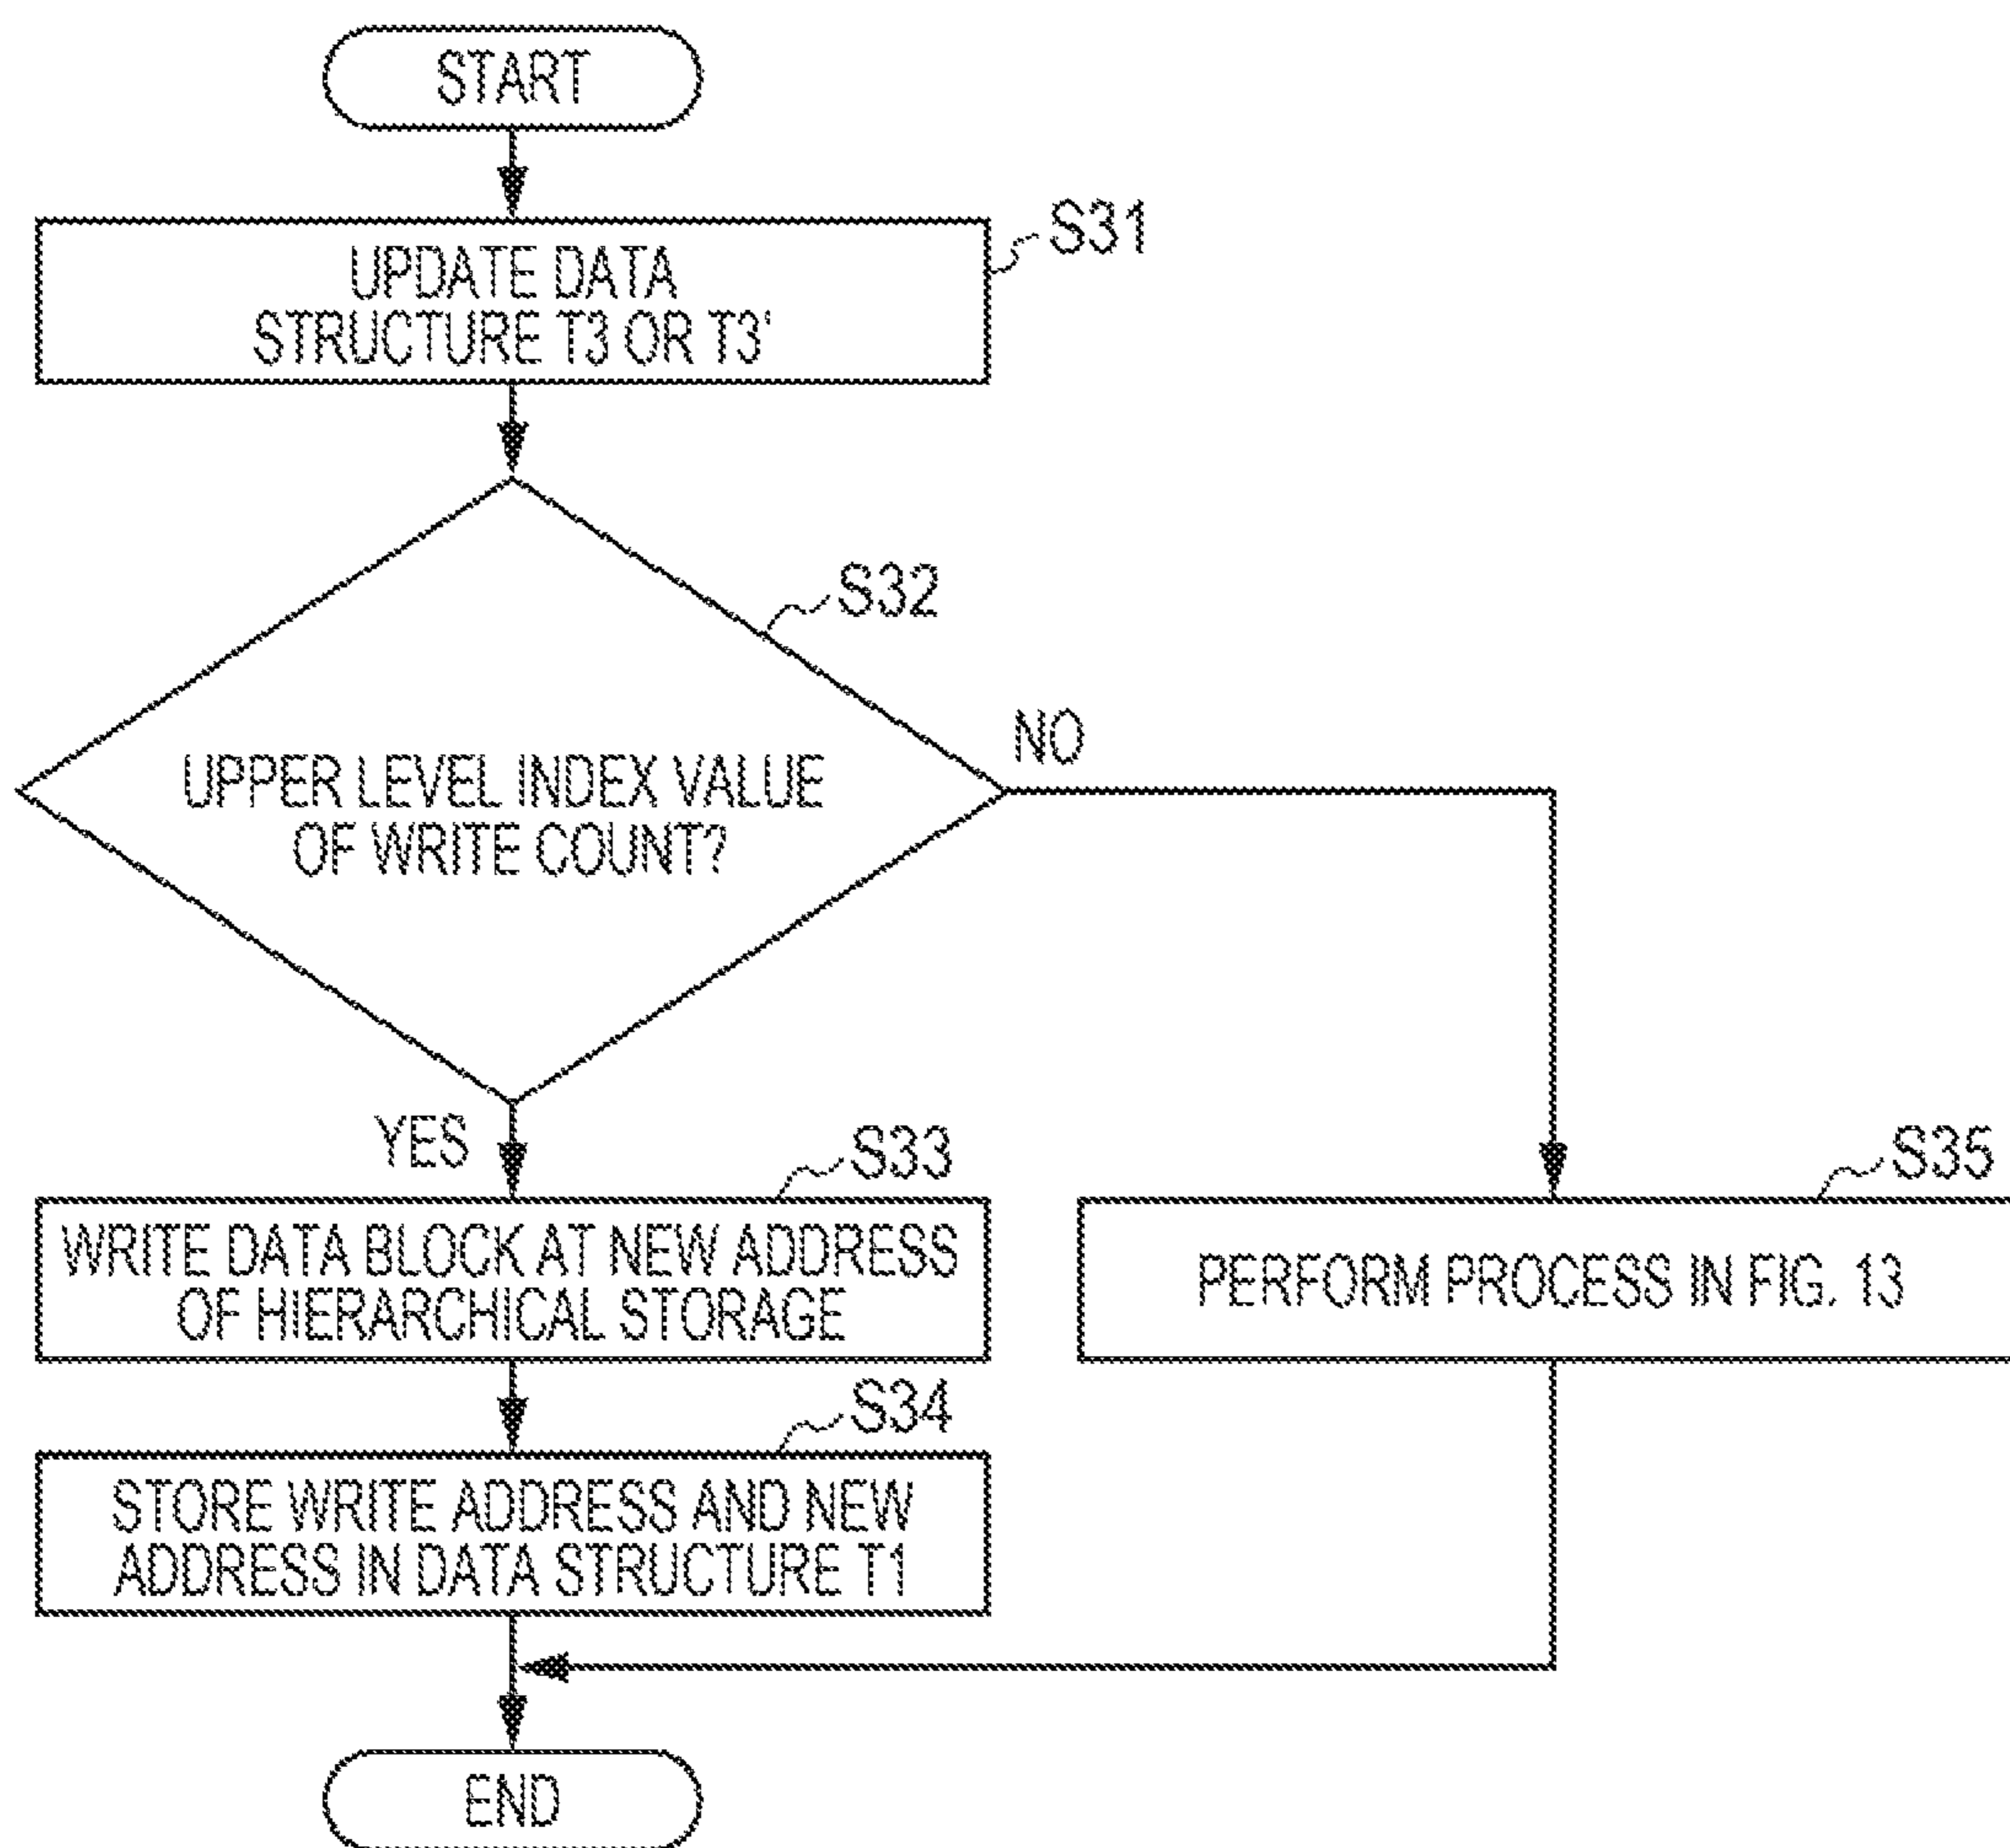 START
S31
UPDATE DATA
STRUCTURE T3 OR T3'
S32
NO
UPPER LEVEL INDEX VALUE
OF WRITE COUNT?
YES
S33
S35
WRITE DATA BLOCK AT NEW ADDRESS
OF HIERARCHICAL STORAGE
PERFORM PROCESS IN FIG. 13
S34
STORE WRITE ADDRESS AND NEW
ADDRESS IN DATA STRUCTURE T1
END